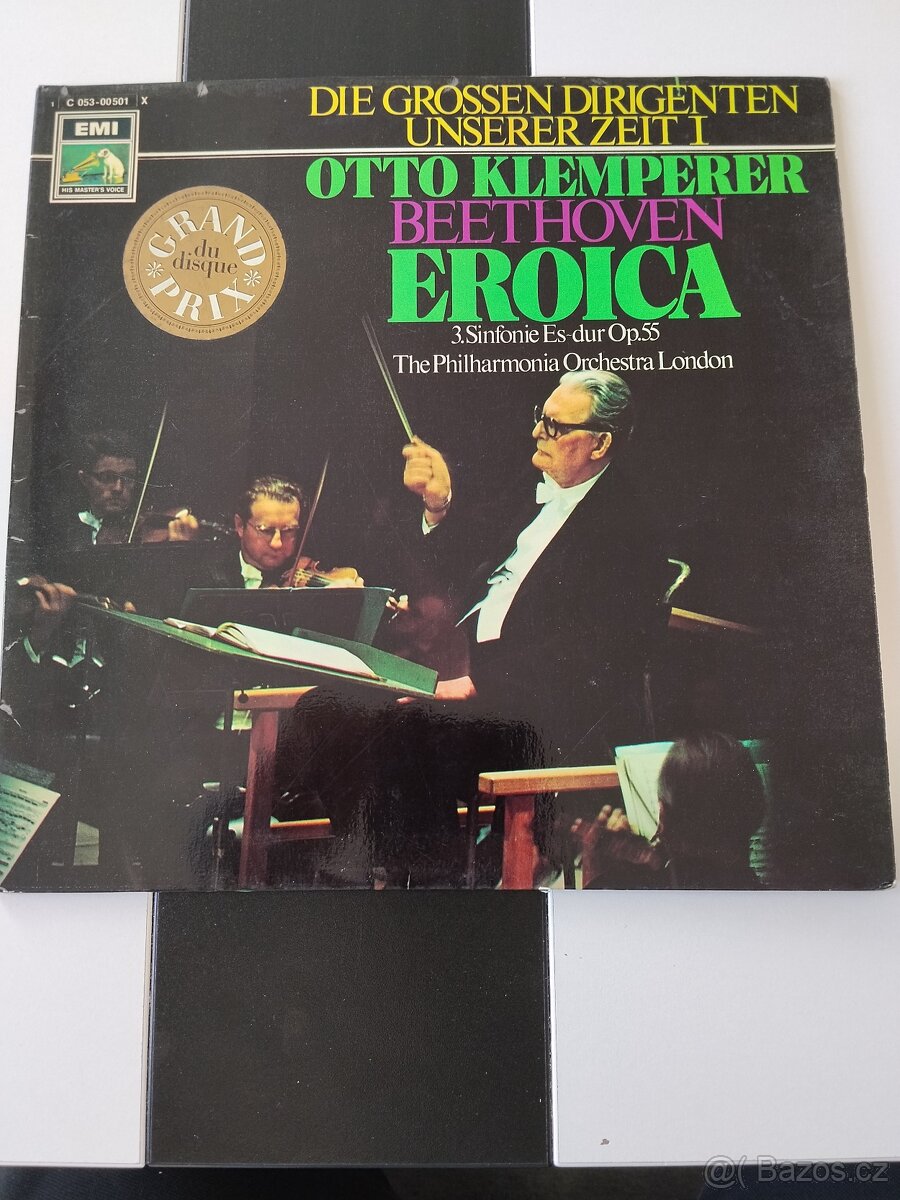 1 C 053-00501 X
EMI
HIS MASTER'S VOICE
DIE GROSSEN DIRIGENTEN
UNSERER ZEIT I
OTTO KLEMPERER
BEETHOVEN
EROICA
3.Sinfonie Es-dur Op.55
The Philharmonia Orchestra London
GRAND
du
disque
PRIX
@ Bazos.cz